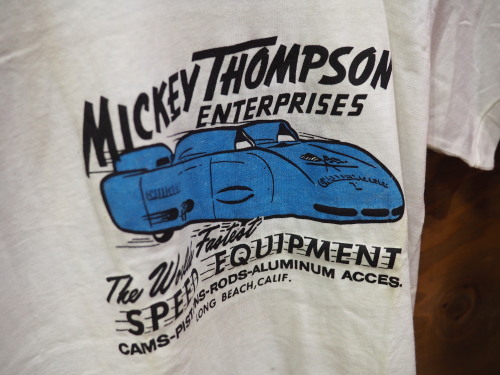 MICKEY THOMPSON
ENTERPRISES
The World's Fastest
SPEED EQUIPMENT
CAMS-PISTONS-RODS-ALUMINUM ACCES.
LONG BEACH, CALIF.